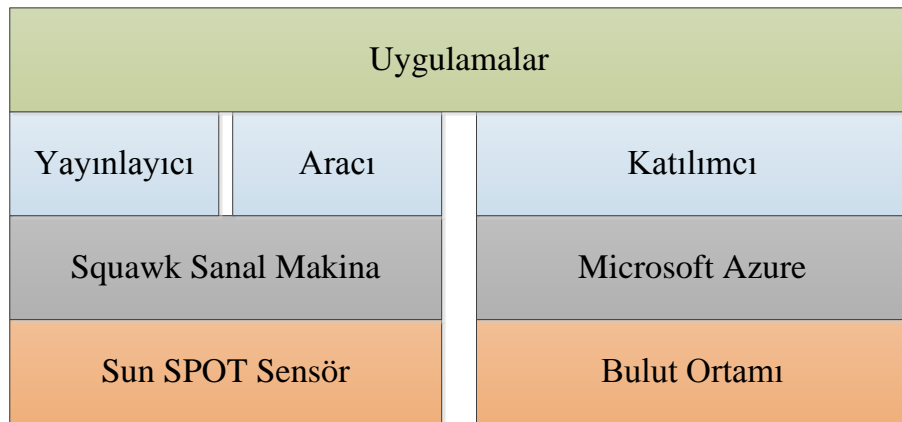 Uygulamalar
Yayınlayıcı
Aracı
Katılımcı
Squawk Sanal Makina
Microsoft Azure
Sun SPOT Sensör
Bulut Ortamı